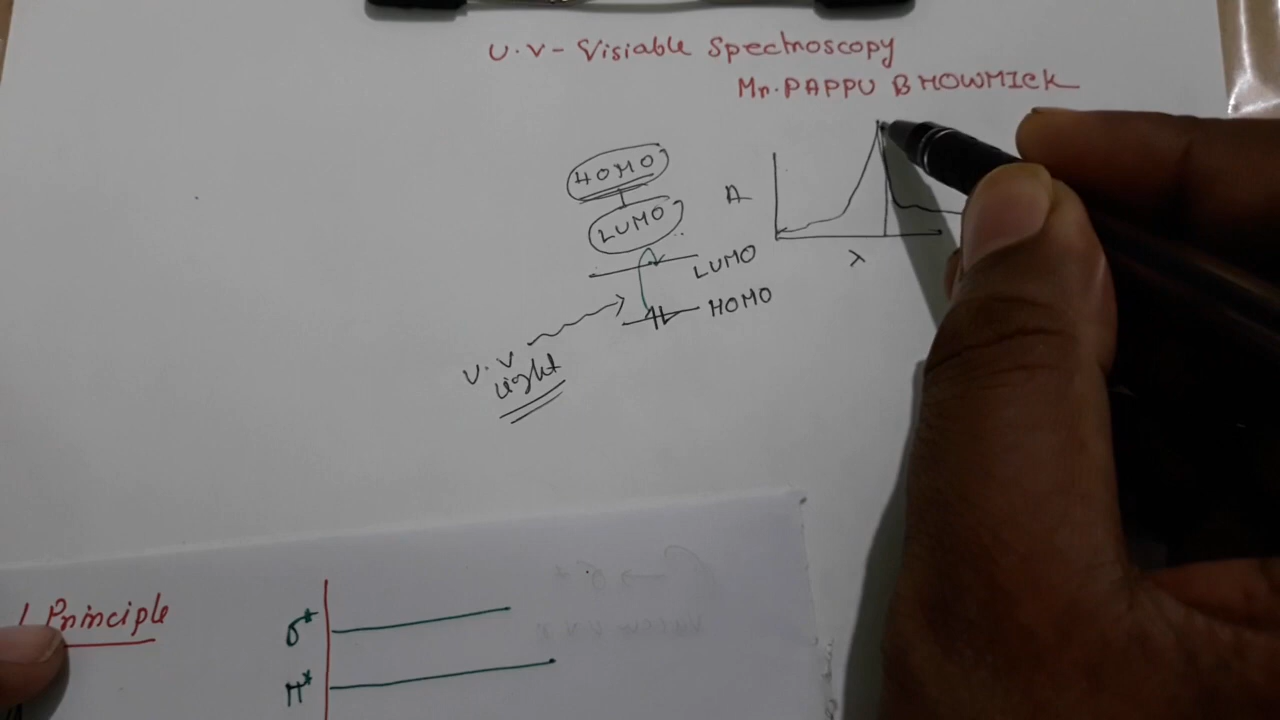 U.V- Visiable Spectroscopy
Mr. PAPPU BHOWMICK
HOMO
LUMO
A
λ
LUMO
HOMO
U.V
Light
Principle
σ*
π*